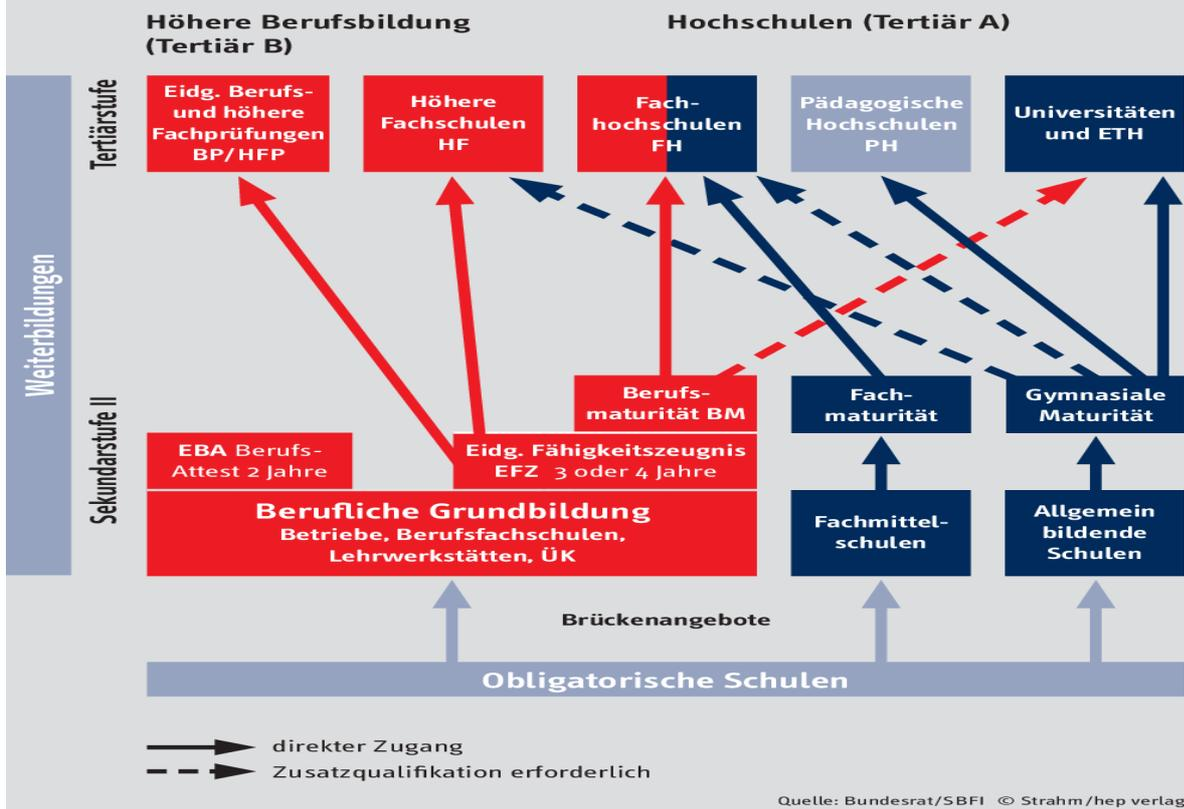 Höhere Berufsbildung
(Tertiär B)
Hochschulen (Tertiär A)
Tertiärstufe
Eidg. Berufs-
und höhere
Fachprüfungen
BP/HFP
Höhere
Fachschulen
HF
Fach-
hochschulen
FH
Pädagogische
Hochschulen
PH
Universitäten
und ETH
Weiterbildungen
Sekundarstufe II
Berufs-
maturität BM
Fach-
maturität
Gymnasiale
Maturität
EBA Berufs-
Attest 2 Jahre
Eidg. Fähigkeitszeugnis
EFZ 3 oder 4 Jahre
Berufliche Grundbildung
Betriebe, Berufsfachschulen,
Lehrwerkstätten, ÜK
Fachmittel-
schulen
Allgemein
bildende
Schulen
Brückenangebote
Obligatorische Schulen
direkter Zugang
Zusatzqualifikation erforderlich
Quelle: Bundesrat/SBFI © Strahm/hep verlag